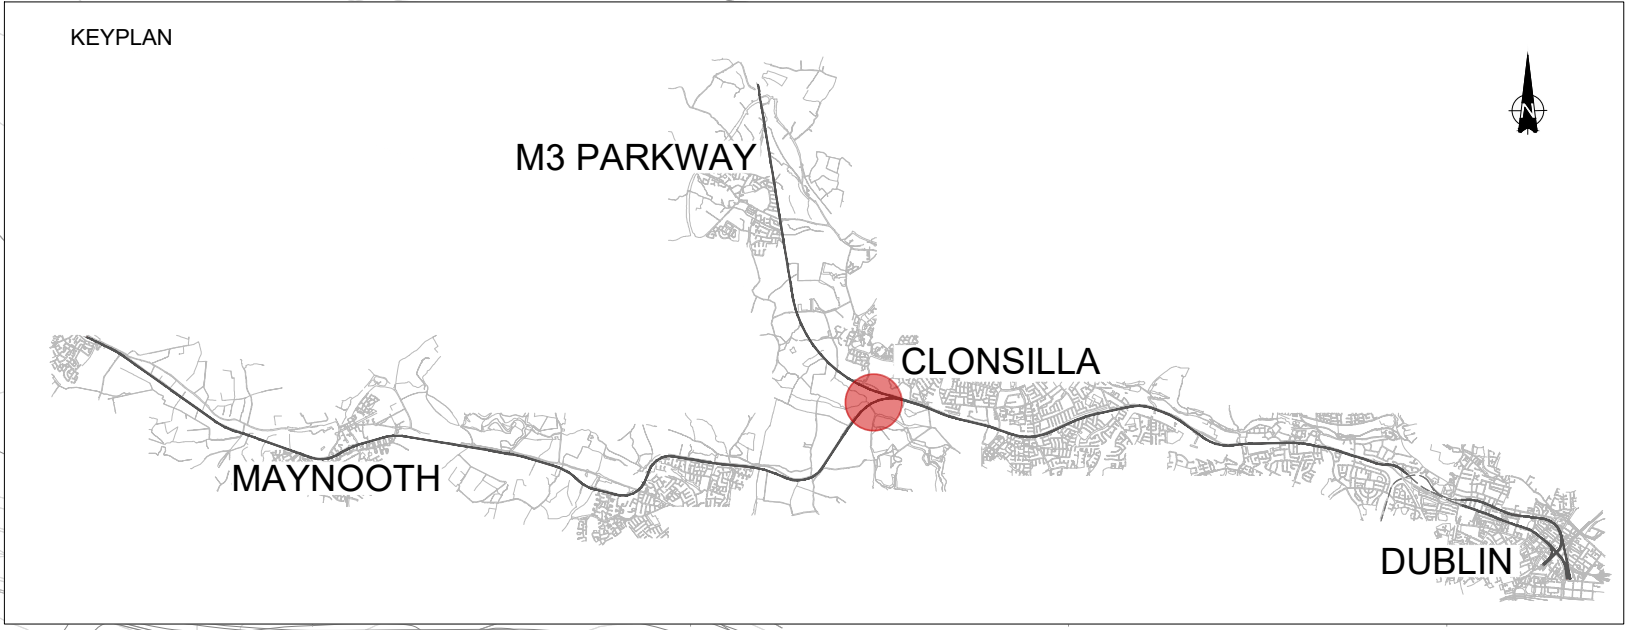 KEYPLAN
N
M3 PARKWAY
CLONSILLA
MAYNOOTH
DUBLIN